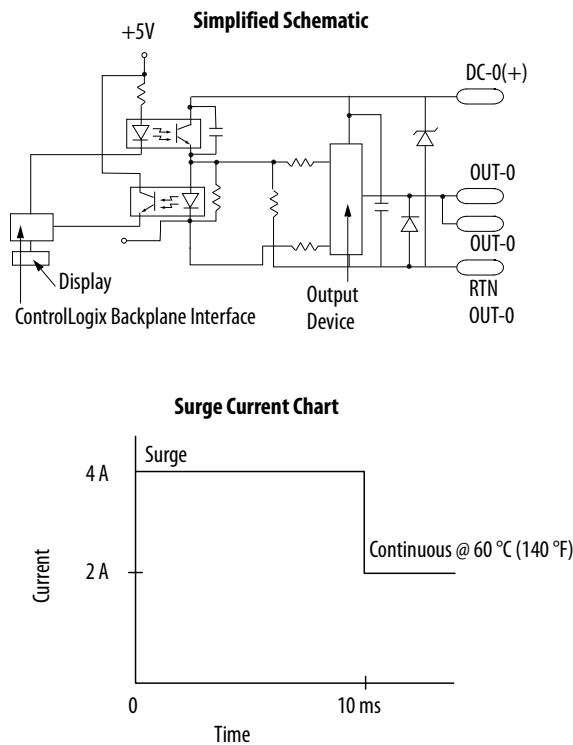 Simplified Schematic
+5V
DC-0(+)
OUT-0
OUT-0
RTN
OUT-0
Display
ControlLogix Backplane Interface
Output
Device
Surge Current Chart
Surge
4 A
Continuous @ 60 °C (140 °F)
2 A
Current
0
10 ms
Time